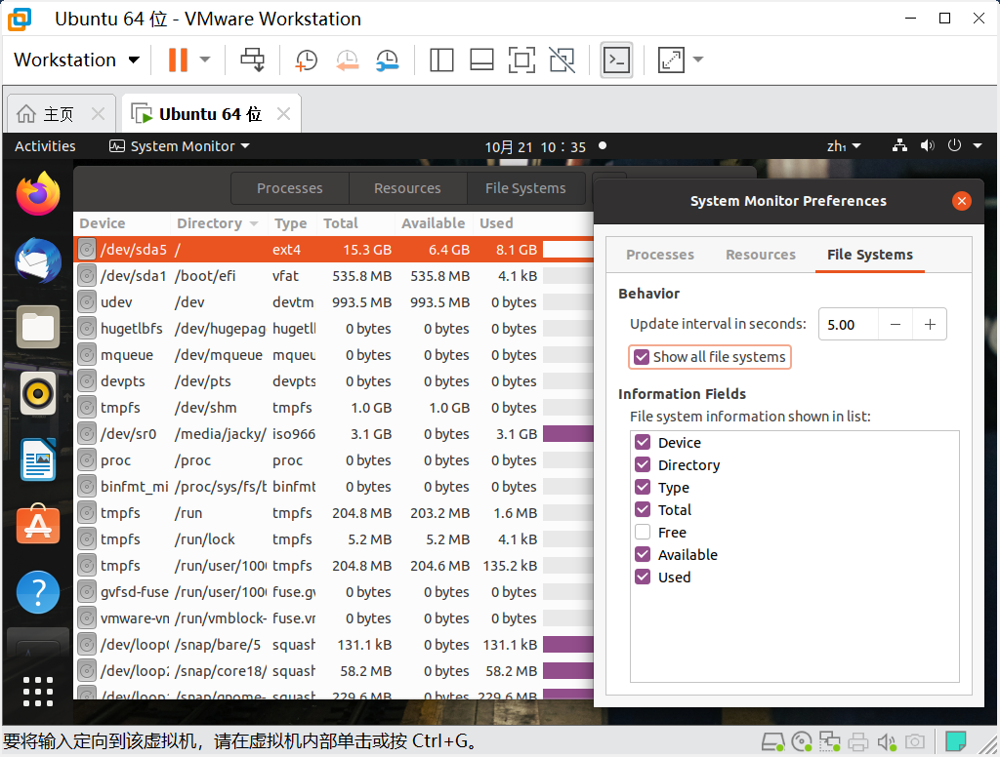 Ubuntu 64 位 - VMware Workstation
Workstation
主页
Ubuntu 64 位
Activities
System Monitor
10月 21 10：35
zh₁
Processes
Resources
File Systems
System Monitor Preferences
Device Directory Type Total Available Used
/dev/sda5 / ext4 15.3 GB 6.4 GB 8.1 GB
/dev/sda1 /boot/efi vfat 535.8 MB 535.8 MB 4.1 kB
udev /dev devtm 993.5 MB 993.5 MB 0 bytes
hugetlbfs /dev/hugepag hugetl 0 bytes 0 bytes 0 bytes
mqueue /dev/mqueue mqueu 0 bytes 0 bytes 0 bytes
devpts /dev/pts devpts 0 bytes 0 bytes 0 bytes
tmpfs /dev/shm tmpfs 1.0 GB 1.0 GB 0 bytes
/dev/sr0 /media/jacky/ iso966 3.1 GB 0 bytes 3.1 GB
proc /proc proc 0 bytes 0 bytes 0 bytes
binfmt_mi /proc/sys/fs/b binfmt 0 bytes 0 bytes 0 bytes
tmpfs /run tmpfs 204.8 MB 203.2 MB 1.6 MB
tmpfs /run/lock tmpfs 5.2 MB 5.2 MB 4.1 kB
tmpfs /run/user/100 tmpfs 204.8 MB 204.6 MB 135.2 kB
gvfsd-fuse /run/user/100 fuse.gv 0 bytes 0 bytes 0 bytes
vmware-vm /run/vmblock- fuse.vm 0 bytes 0 bytes 0 bytes
/dev/loop0 /snap/bare/5 squash 131.1 kB 0 bytes 131.1 kB
/dev/loop2 /snap/core18/ squash 58.2 MB 0 bytes 58.2 MB
/dev/loop /snap/gnome- squash 229.6 MB 0 bytes 229.6 MB
Processes
Resources
File Systems
Behavior
Update interval in seconds: 5.00 − +
Show all file systems
Information Fields
File system information shown in list:
Device
Directory
Type
Total
Free
Available
Used
要将输入定向到该虚拟机，请在虚拟机内部单击或按 Ctrl+G。